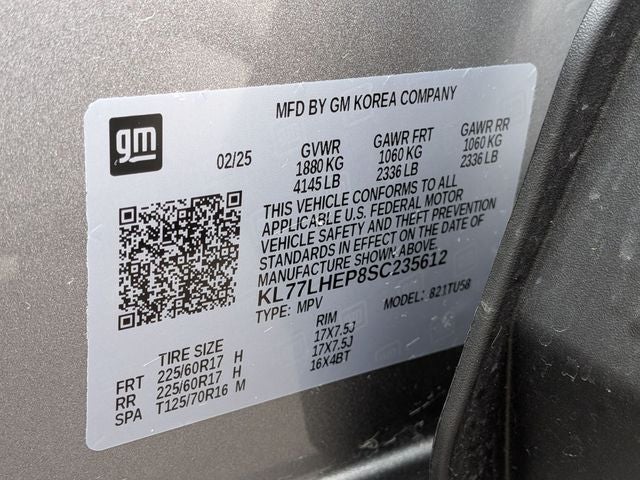 MFD BY GM KOREA COMPANY
gm
02/25
GVWR
1880 KG
4145 LB
GAWR FRT
1060 KG
2336 LB
GAWR RR
1060 KG
2336 LB
THIS VEHICLE CONFORMS TO ALL
APPLICABLE U.S. FEDERAL MOTOR
VEHICLE SAFETY AND THEFT PREVENTION
STANDARDS IN EFFECT ON THE DATE OF
MANUFACTURE SHOWN ABOVE.
KL77LHEP8SC235612
TYPE: MPV
MODEL: 821TU58
TIRE SIZE
RIM
FRT 225/60R17 H 17X7.5J
RR 225/60R17 H 17X7.5J
SPA T125/70R16 M 16X4BT